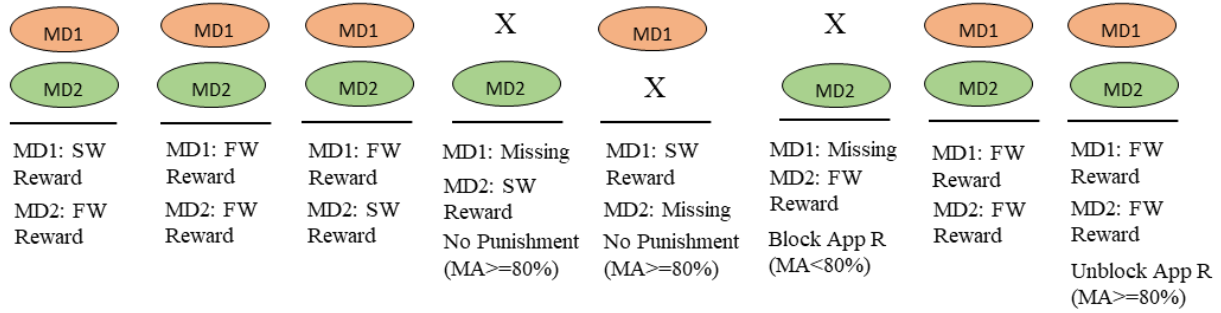 MD1
MD2
MD1: SW
Reward
MD2: FW
Reward
MD1
MD2
MD1: FW
Reward
MD2: FW
Reward
MD1
MD2
MD1: FW
Reward
MD2: SW
Reward
X
MD2
MD1: Missing
MD2: SW
Reward
No Punishment
(MA>=80%)
MD1
X
MD1: SW
Reward
MD2: Missing
No Punishment
(MA>=80%)
X
MD2
MD1: Missing
MD2: FW
Reward
Block App R
(MA<80%)
MD1
MD2
MD1: FW
Reward
MD2: FW
Reward
MD1
MD2
MD1: FW
Reward
MD2: FW
Reward
Unblock App R
(MA>=80%)